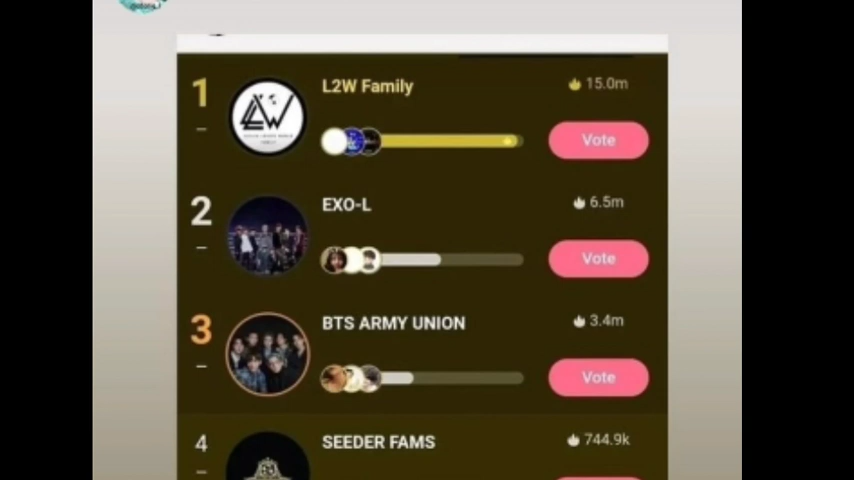 1
L2W Family
15.0m
LLW
Vote
2
EXO-L
6.5m
Vote
3
BTS ARMY UNION
3.4m
Vote
4
SEEDER FAMS
744.9k